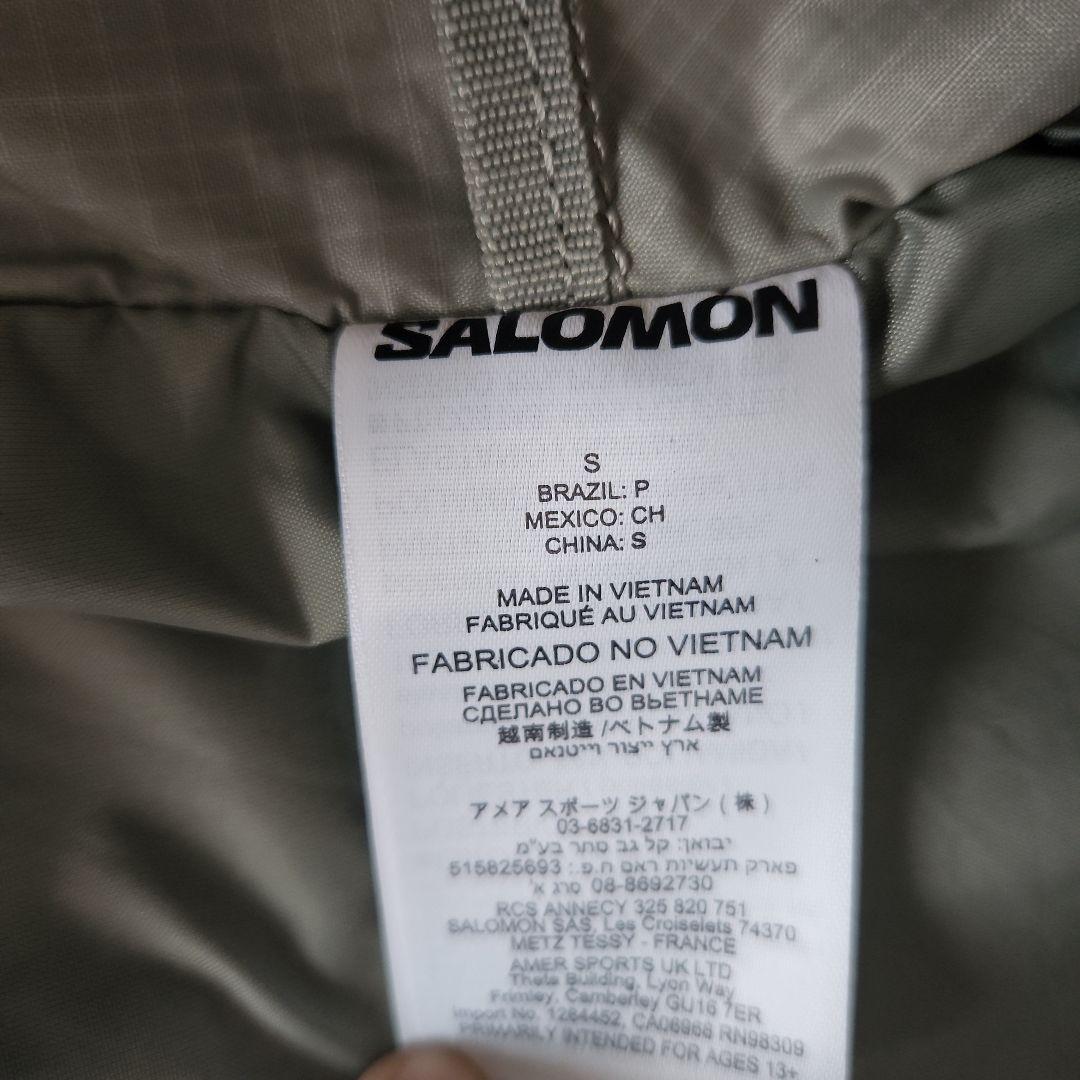 SALOMON
S
BRAZIL: P
MEXICO: CH
CHINA: S
MADE IN VIETNAM
FABRIQUÉ AU VIETNAM
FABRICADO NO VIETNAM
FABRICADO EN VIETNAM
СДЕЛАНО ВО ВЬЕТНАМЕ
越南制造 /ベトナム製
ארץ ייצור וייטנאם
アメア スポーツ ジャパン ( 株 )
03-6831-2717
יבואן: קל גב סחר בע"מ
פארק תעשיות ראם ח.פ.: 515825693
סרג א' 08-8692730
RCS ANNECY 325 820 751
SALOMON SAS, Les Croiselets 74370
METZ TESSY - FRANCE
AMER SPORTS UK LTD
Theta Building, Lyon Way
Frimley, Camberley GU16 7ER
Import No. 1284452, CA06966 RN98309
PRIMARILY INTENDED FOR AGES 13+